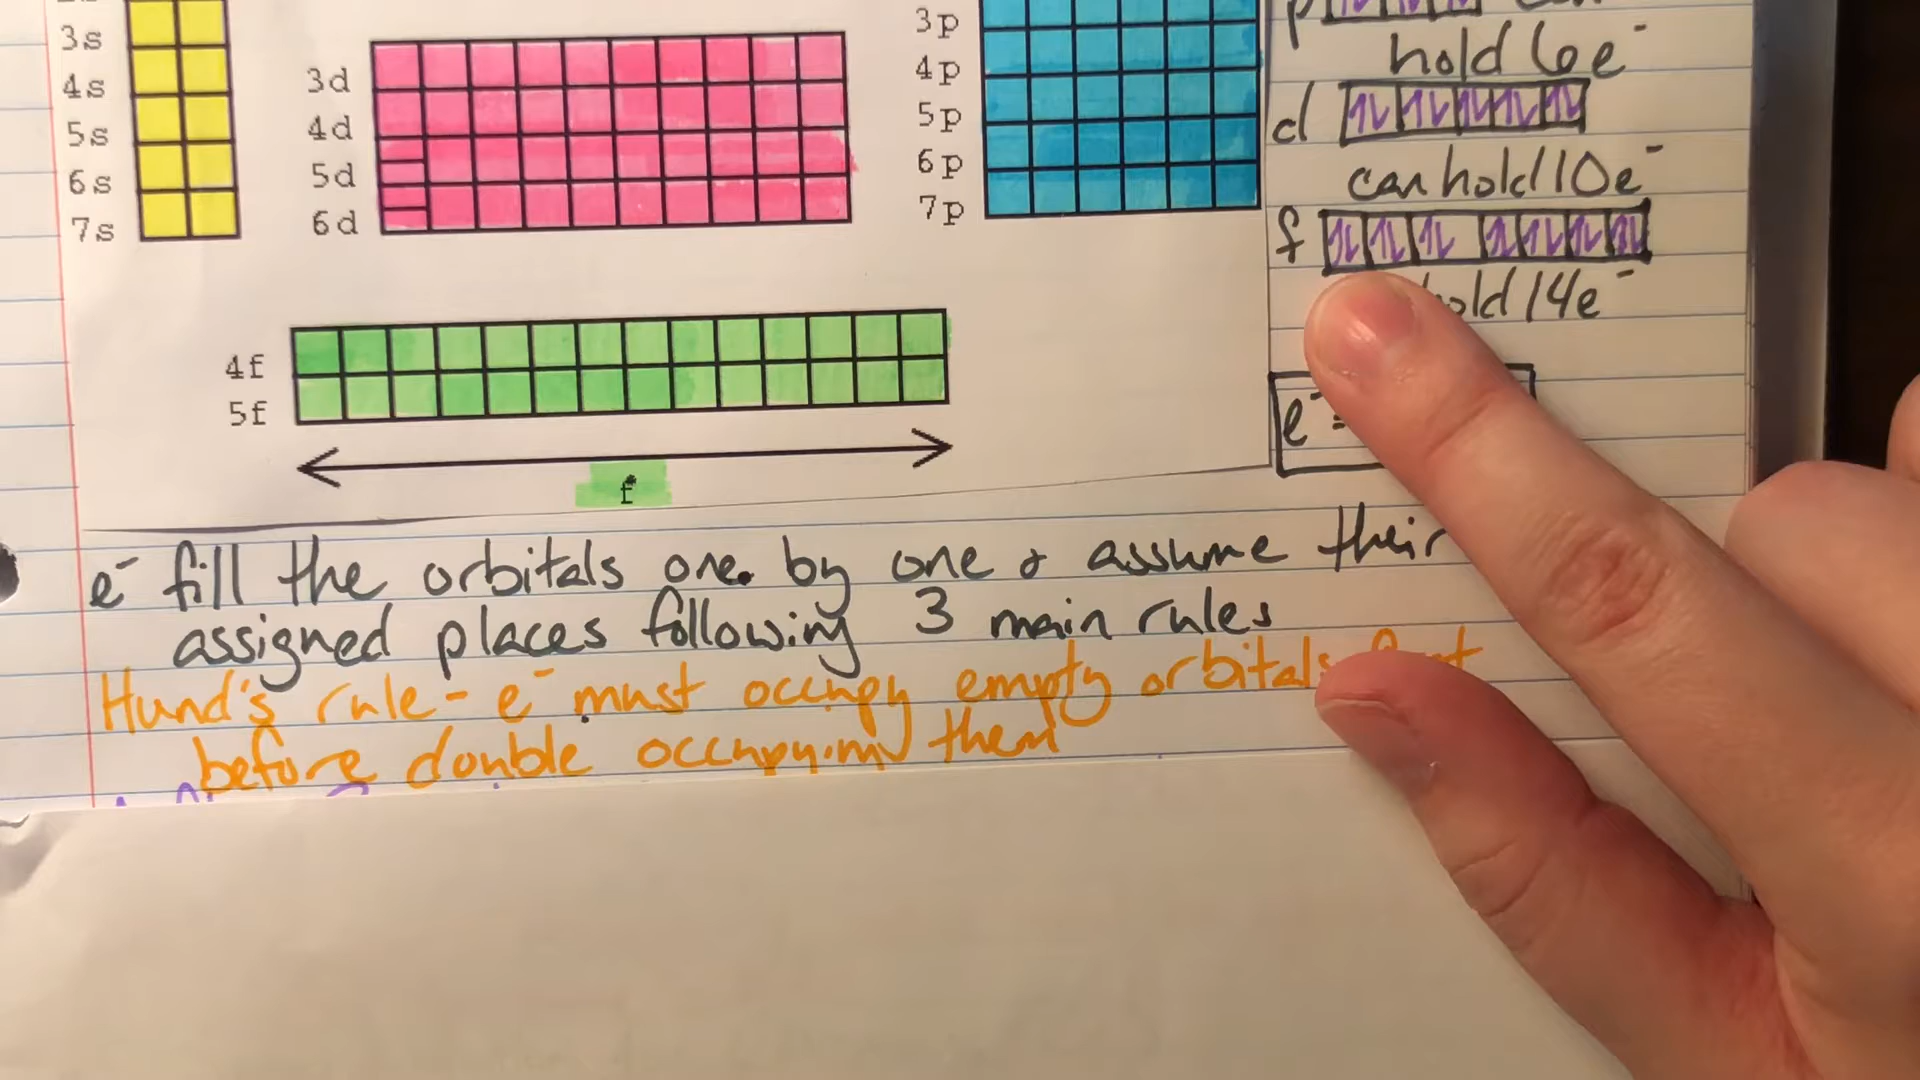 3s
4s
5s
6s
7s
3d
4d
5d
6d
3p
4p
5p
6p
7p
4f
5f
f
p
hold 6e⁻
d
can hold 10e⁻
f
hold 14e⁻
e⁻ =
e⁻ fill the orbitals one by one & assume their
assigned places following 3 main rules
Hund's rule - e⁻ must occupy empty orbitals
before double occupying them